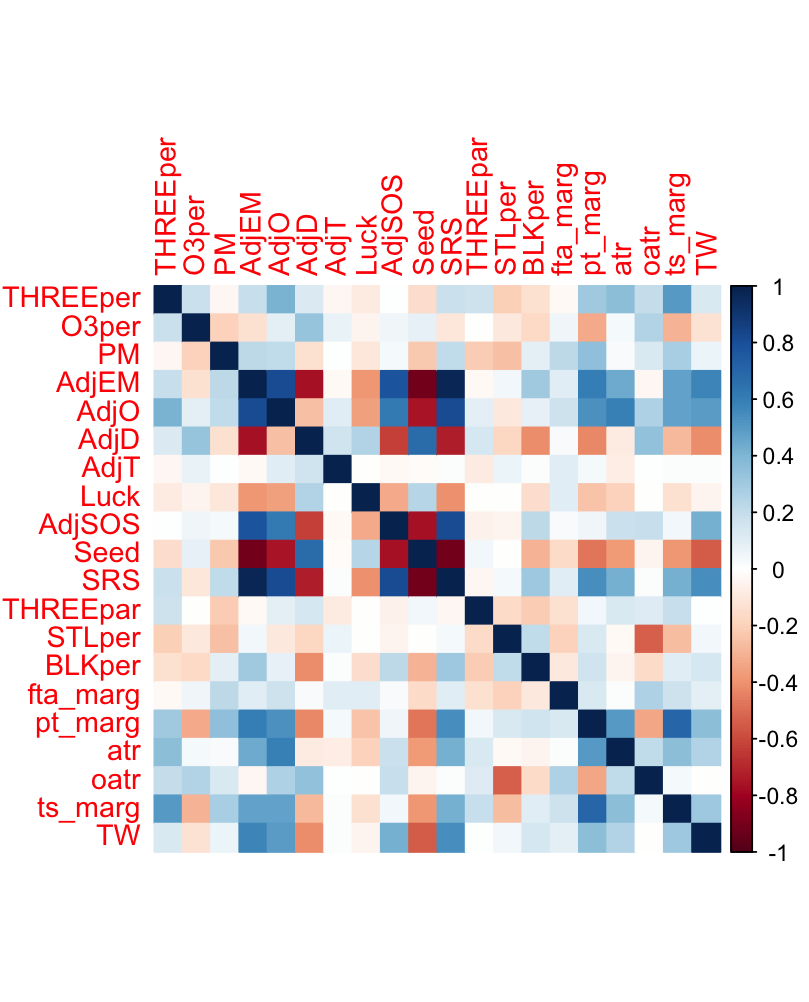 THREEper
O3per
PM
AdjEM
AdjO
AdjD
AdjT
Luck
AdjSOS
Seed
SRS
THREEpar
STLper
BLKper
fta_marg
pt_marg
atr
oatr
ts_marg
TW
THREEper
O3per
PM
AdjEM
AdjO
AdjD
AdjT
Luck
AdjSOS
Seed
SRS
THREEpar
STLper
BLKper
fta_marg
pt_marg
atr
oatr
ts_marg
TW
1
0.8
0.6
0.4
0.2
0
-0.2
-0.4
-0.6
-0.8
-1